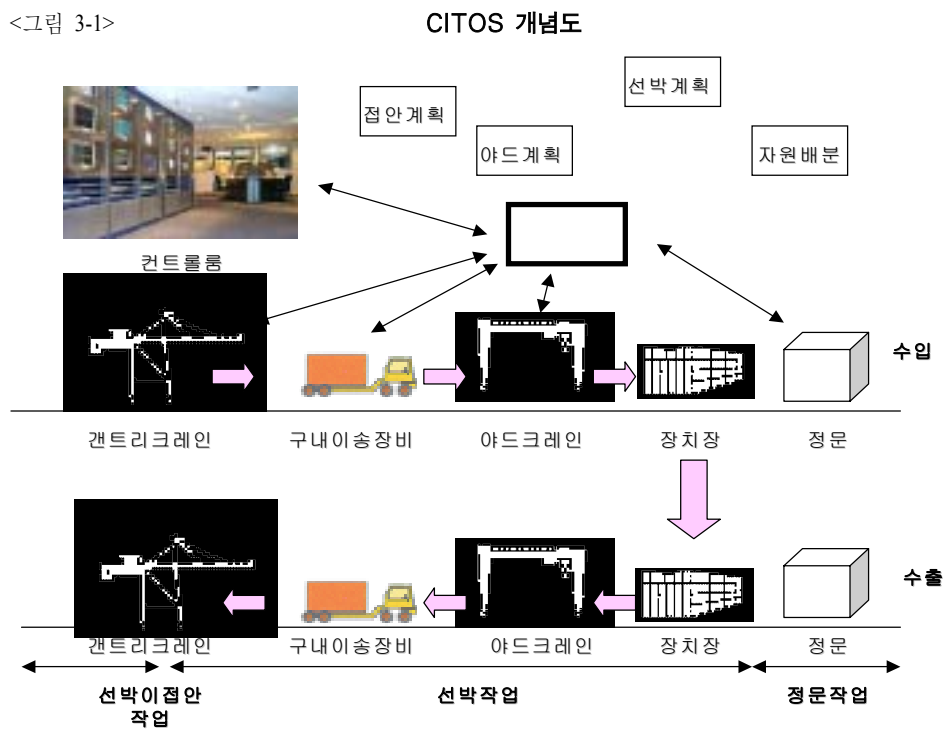 <그림 3-1>
CITOS 개념도
선박계획
접안계획
야드계획
자원배분
컨트롤룸
수입
갠트리크레인
구내이송장비
야드크레인
장치장
정문
수출
갠트리크레인
구내이송장비
야드크레인
장치장
정문
선박이접안
작업
선박작업
정문작업